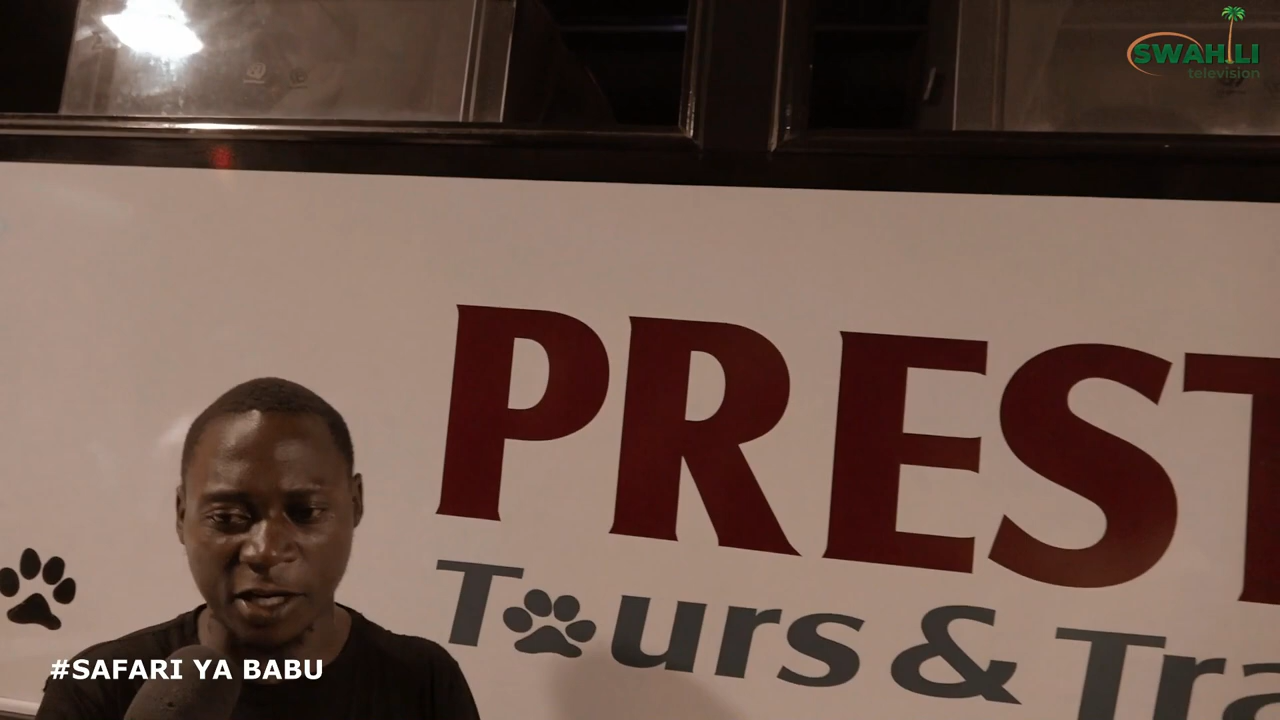 SWAHILI
television
PREST
Tours & Tra
#SAFARI YA BABU